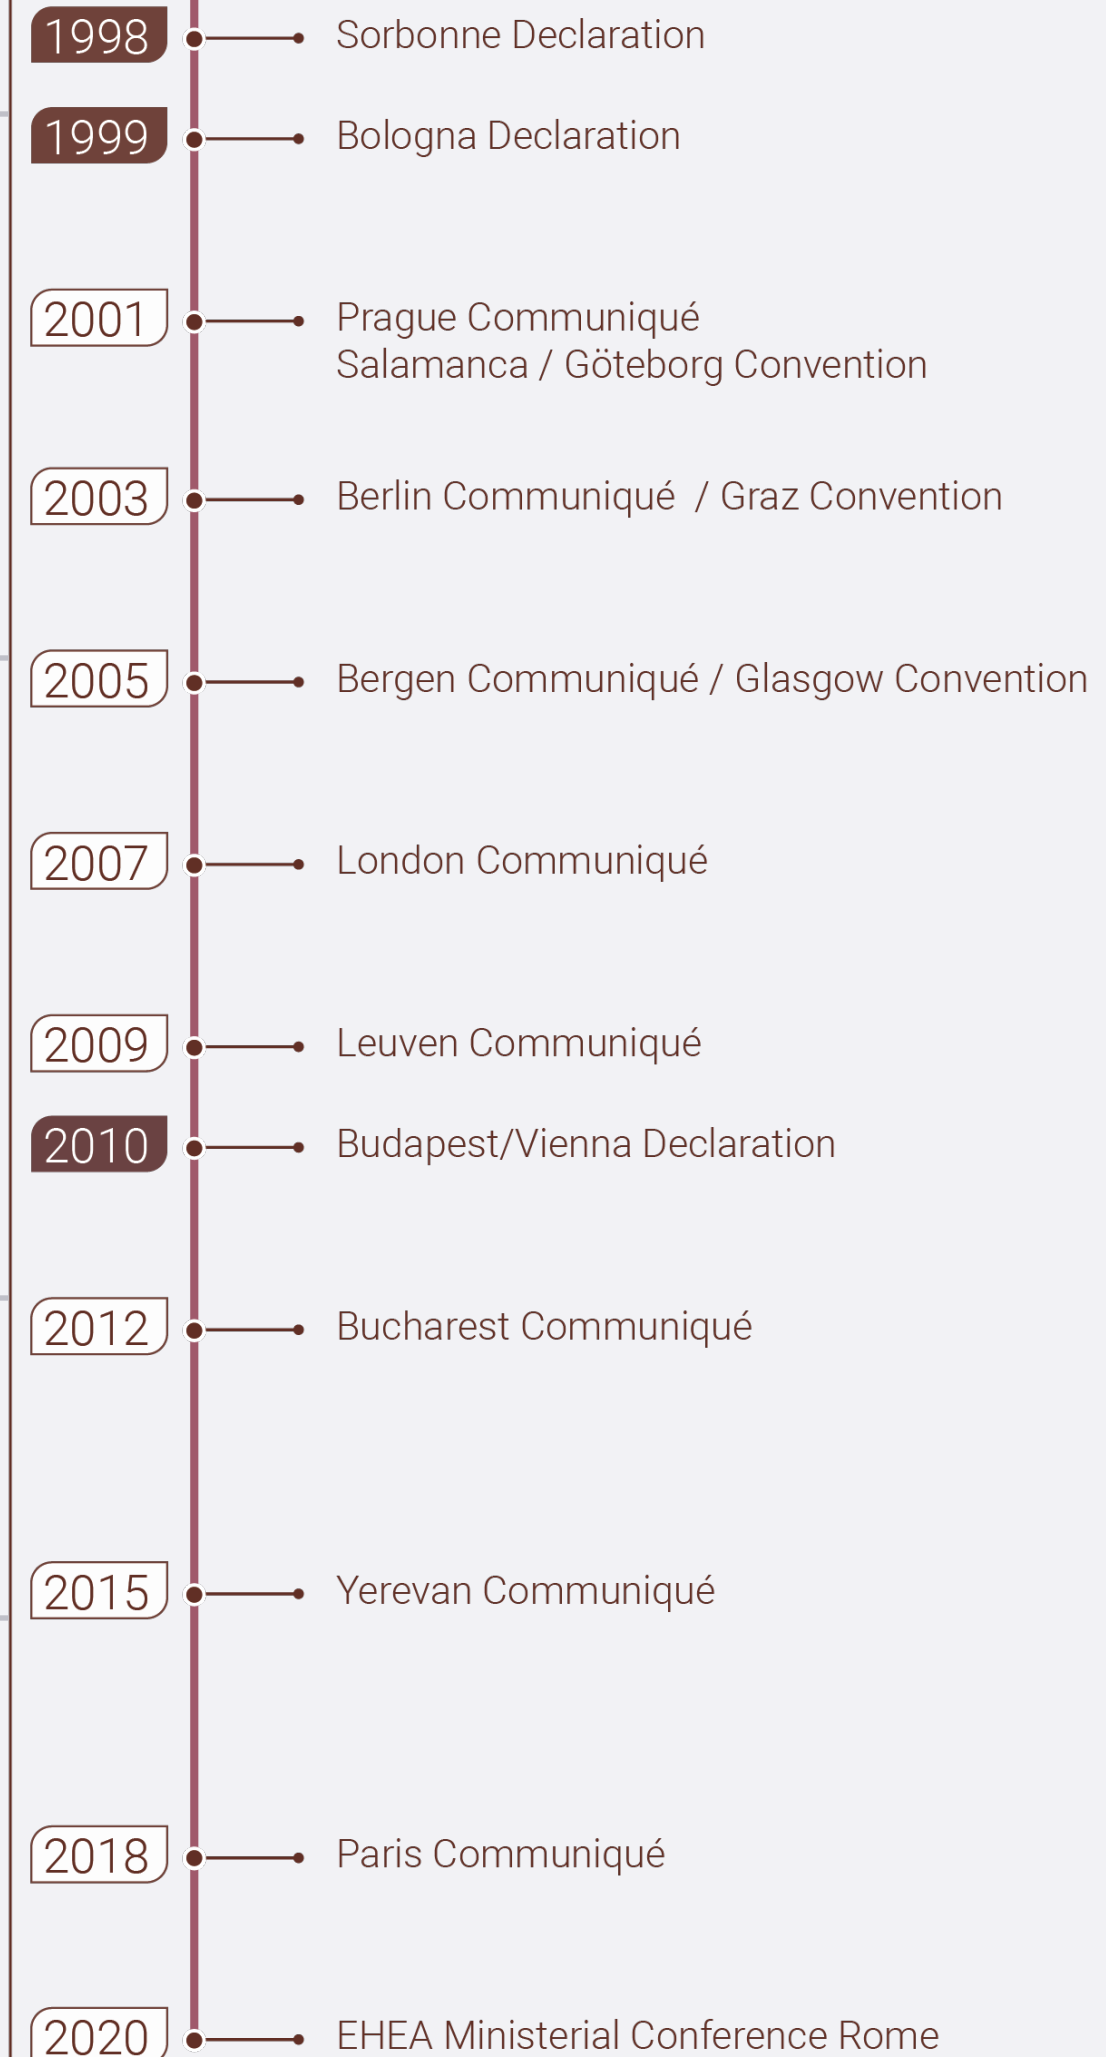 1998 Sorbonne Declaration
1999 Bologna Declaration
2001 Prague Communiqué
Salamanca / Göteborg Convention
2003 Berlin Communiqué / Graz Convention
2005 Bergen Communiqué / Glasgow Convention
2007 London Communiqué
2009 Leuven Communiqué
2010 Budapest/Vienna Declaration
2012 Bucharest Communiqué
2015 Yerevan Communiqué
2018 Paris Communiqué
2020 EHEA Ministerial Conference Rome